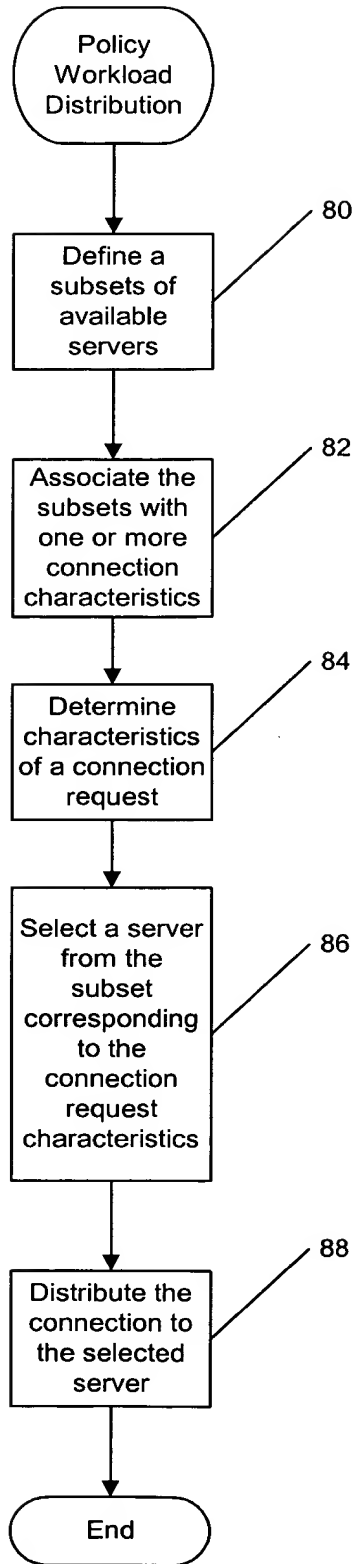 Policy
Workload
Distribution
80
Define a
subsets of
available
servers
82
Associate the
subsets with
one or more
connection
characteristics
84
Determine
characteristics
of a connection
request
86
Select a server
from the
subset
corresponding
to the
connection
request
characteristics
88
Distribute the
connection to
the selected
server
End